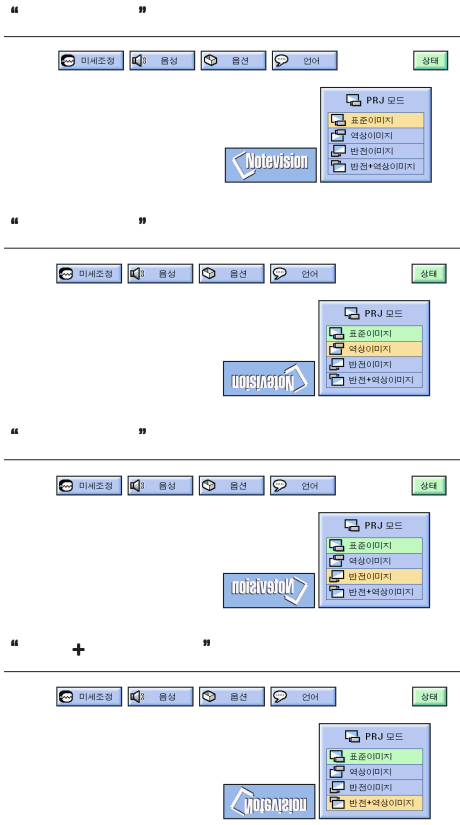 “ ”
미세조정 음성 옵션 언어 상태
PRJ 모드
표준이미지
역상이미지
반전이미지
반전+역상이미지
Notevision
“ ”
미세조정 음성 옵션 언어 상태
PRJ 모드
표준이미지
역상이미지
반전이미지
반전+역상이미지
Notevision
“ ”
미세조정 음성 옵션 언어 상태
PRJ 모드
표준이미지
역상이미지
반전이미지
반전+역상이미지
Notevision
“ + ”
미세조정 음성 옵션 언어 상태
PRJ 모드
표준이미지
역상이미지
반전이미지
반전+역상이미지
Notevision